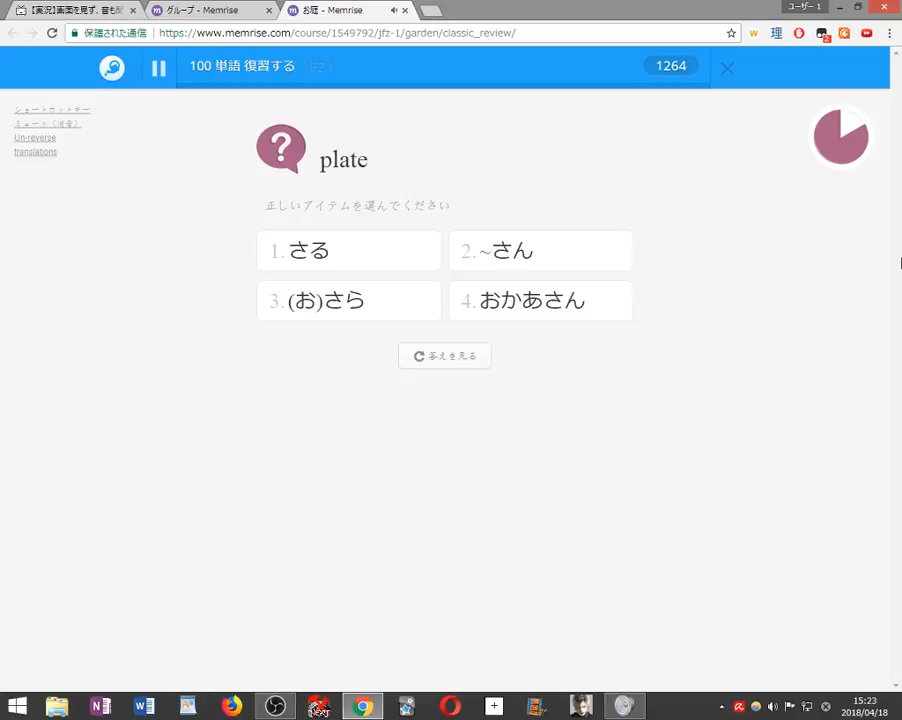 【実況】画面を見ず、音も
グループ - Memrise
お庭 - Memrise
ユーザー 1
保護された通信 | https://www.memrise.com/course/1549792/jfz-1/garden/classic_review/
100 単語 復習する JFZ 1
1264
ショートカットキー
ミュート (消音)
Un-reverse
translations
plate
正しいアイテムを選んでください
1. さる
2. ~さん
3. (お)さら
4. おかあさん
答えを見る
15:23
2018/04/18